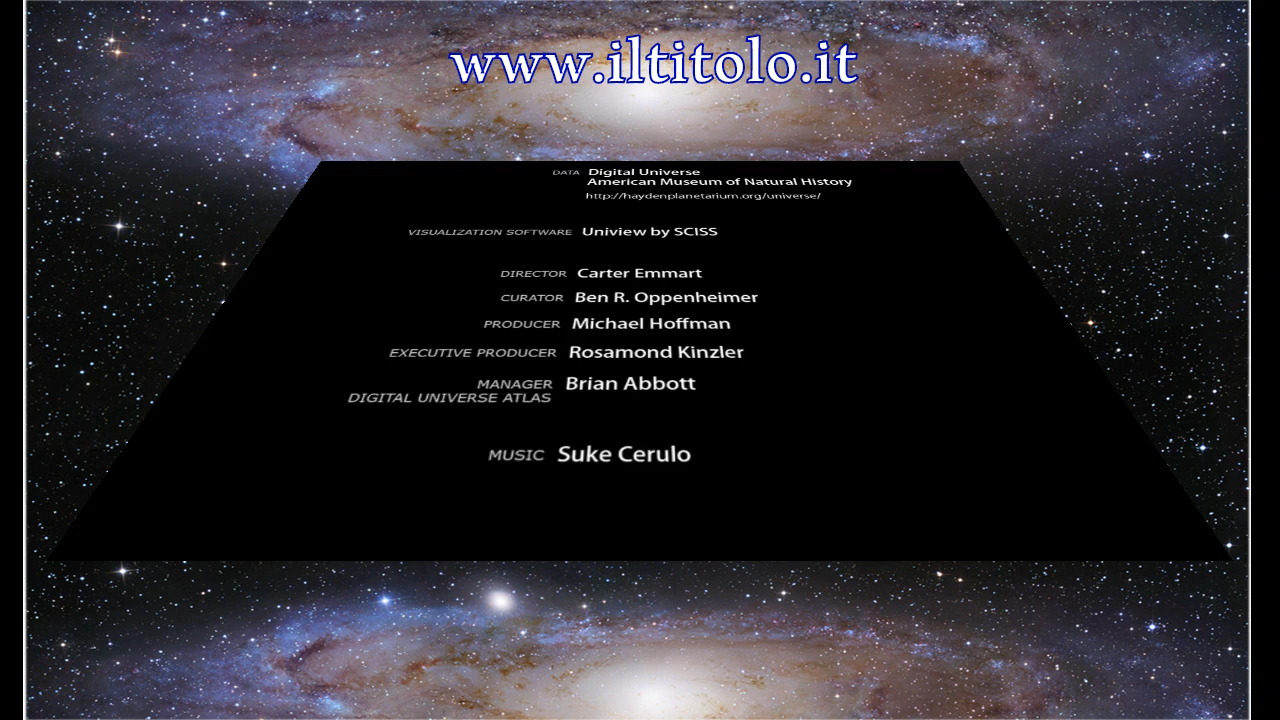 www.iltitolo.it
DATA Digital Universe
American Museum of Natural History
http://haydenplanetarium.org/universe/
VISUALIZATION SOFTWARE Uniview by SCISS
DIRECTOR Carter Emmart
CURATOR Ben R. Oppenheimer
PRODUCER Michael Hoffman
EXECUTIVE PRODUCER Rosamond Kinzler
MANAGER Brian Abbott
DIGITAL UNIVERSE ATLAS
MUSIC Suke Cerulo